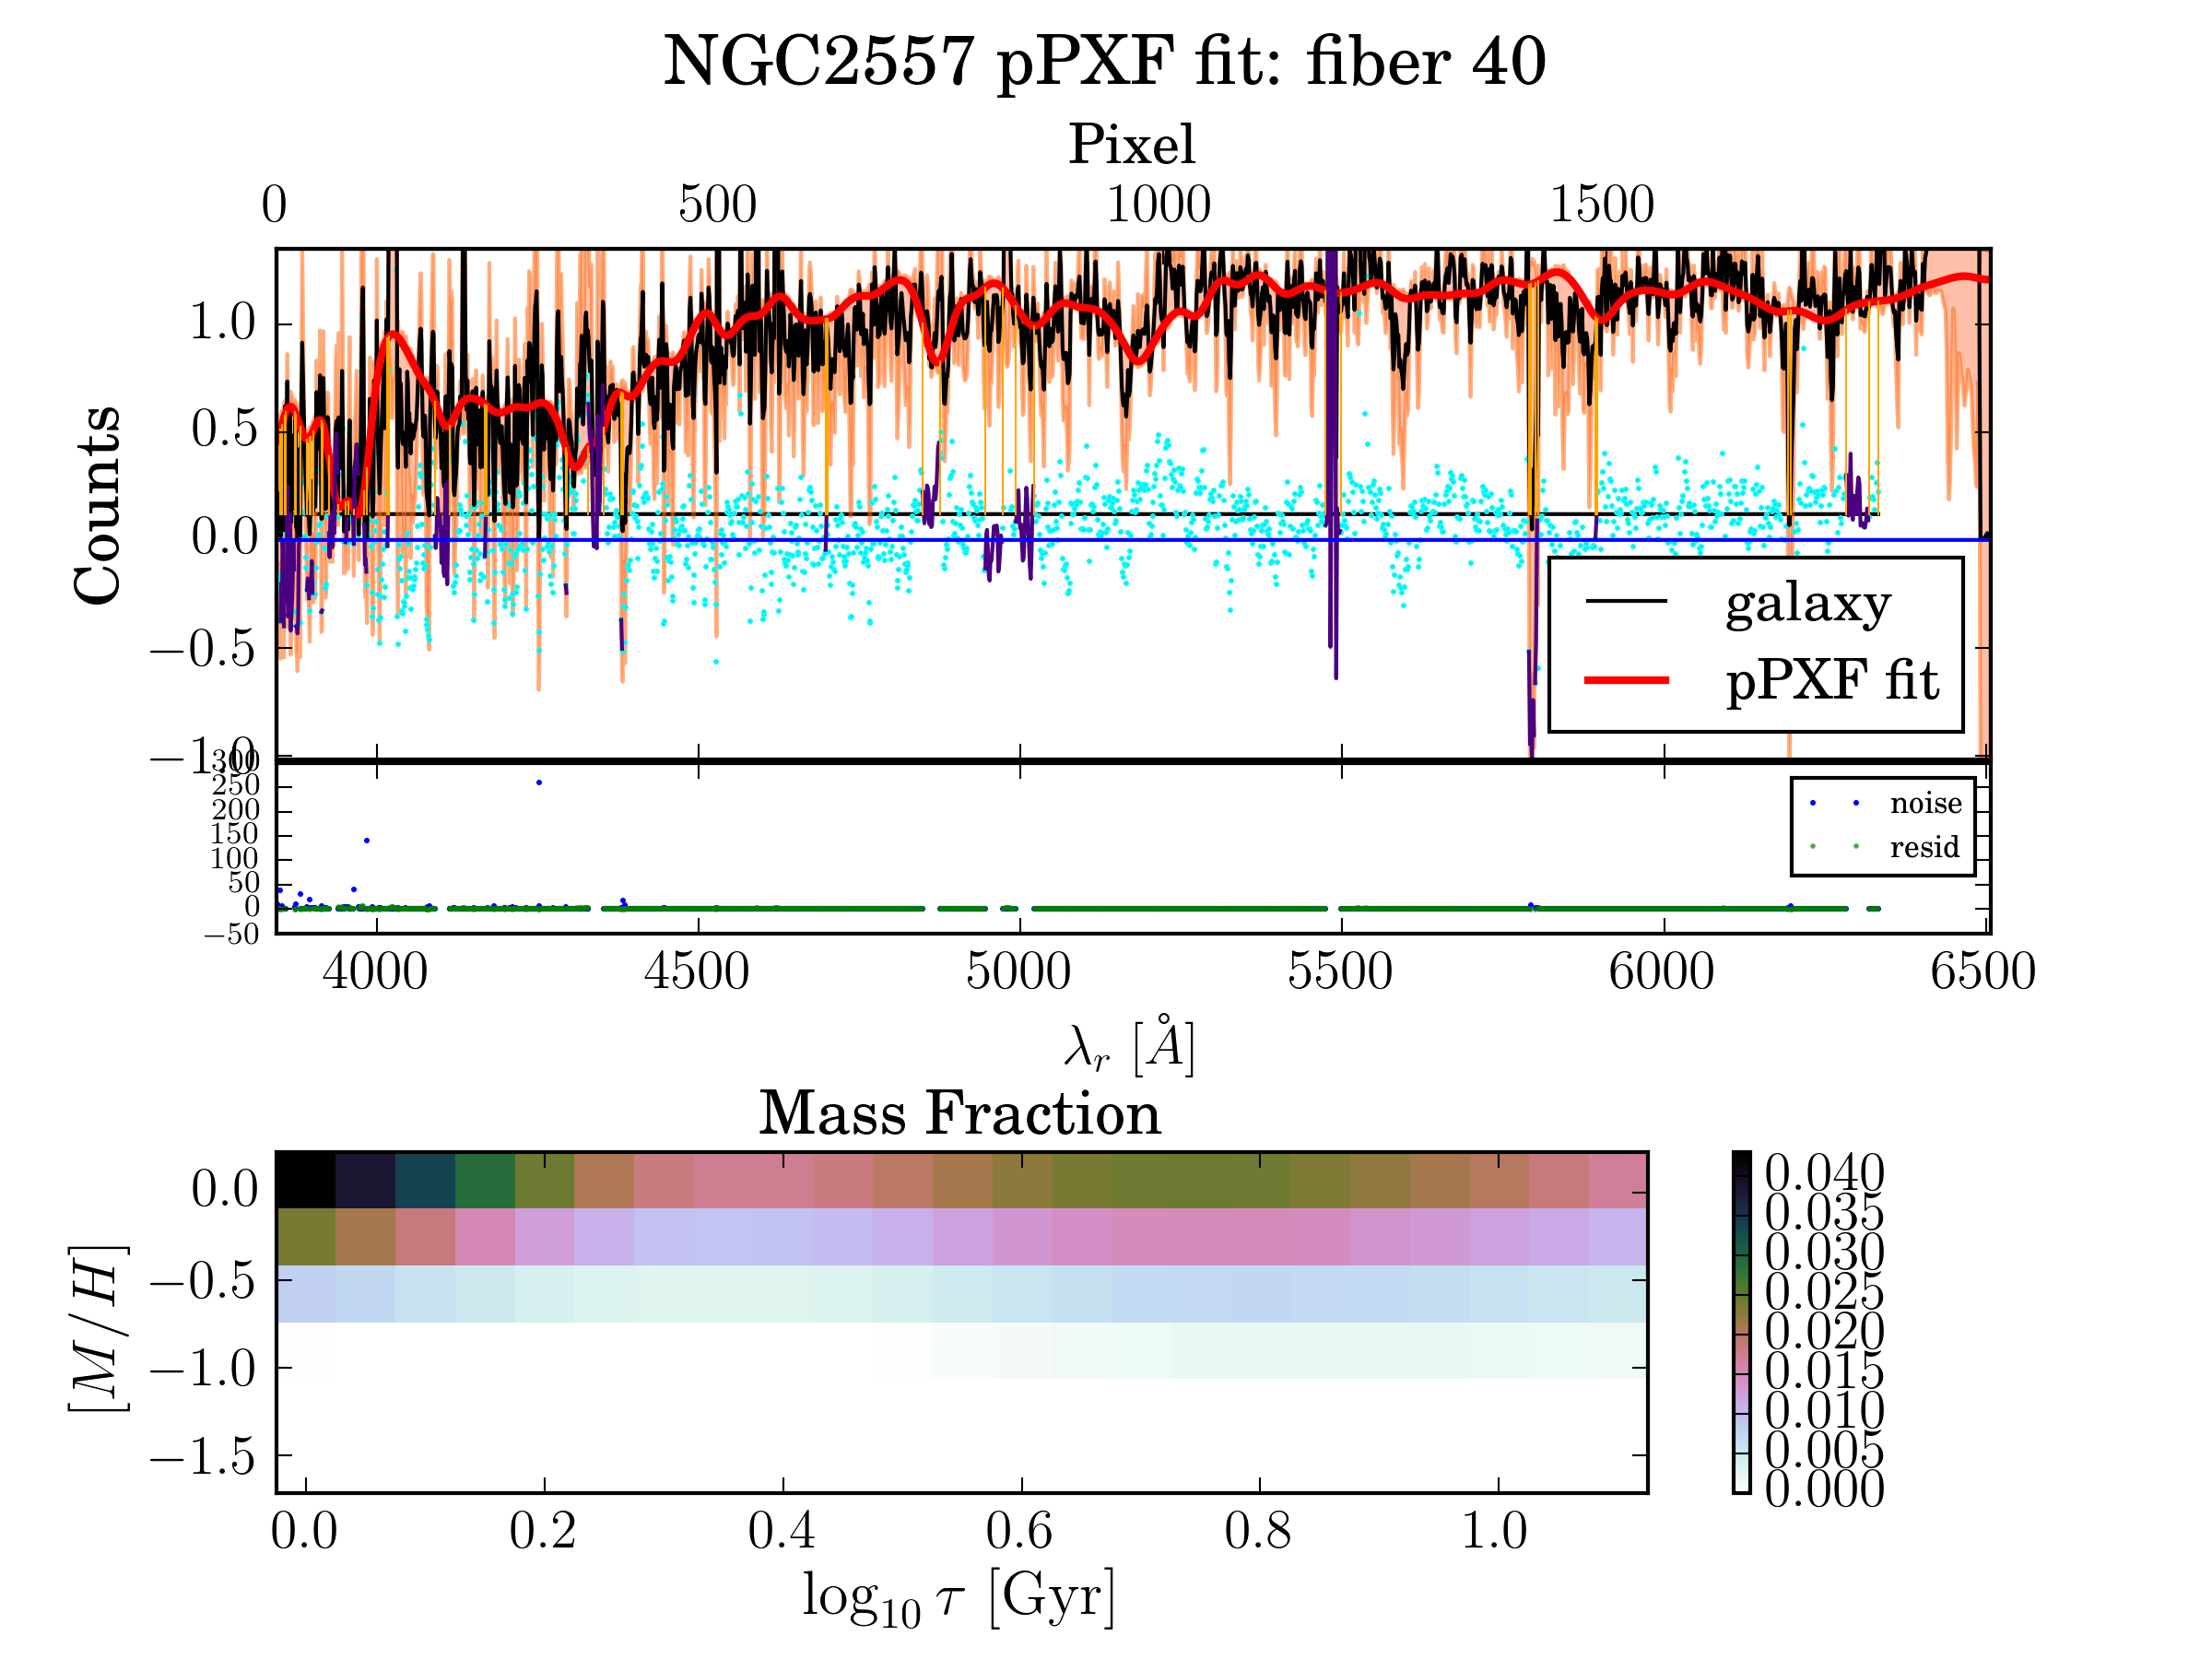 NGC2557 pPXF fit: fiber 40
Pixel
0 500 1000 1500
1.0
0.5
0.0
−0.5
−1.0
Counts
galaxy
pPXF fit
300
250
200
150
100
50
0
−50
noise
resid
4000 4500 5000 5500 6000 6500
λr [Å]
Mass Fraction
0.0
−0.5
−1.0
−1.5
[M/H]
0.040
0.035
0.030
0.025
0.020
0.015
0.010
0.005
0.000
0.0 0.2 0.4 0.6 0.8 1.0
log10 τ [Gyr]